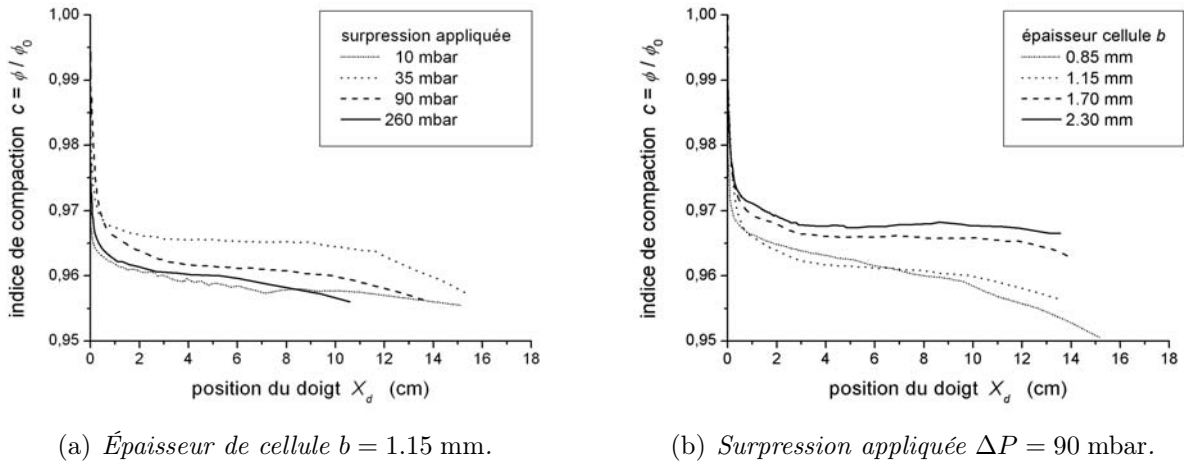 1,00
0,99
0,98
0,97
0,96
0,95
indice de compaction c = ϕ / ϕ0
surpression appliquée
10 mbar
35 mbar
90 mbar
260 mbar
0 2 4 6 8 10 12 14 16 18
position du doigt X_d (cm)
(a) Épaisseur de cellule b = 1.15 mm.
1,00
0,99
0,98
0,97
0,96
0,95
indice de compaction c = ϕ / ϕ0
épaisseur cellule b
0.85 mm
1.15 mm
1.70 mm
2.30 mm
0 2 4 6 8 10 12 14 16 18
position du doigt X_d (cm)
(b) Surpression appliquée ΔP = 90 mbar.